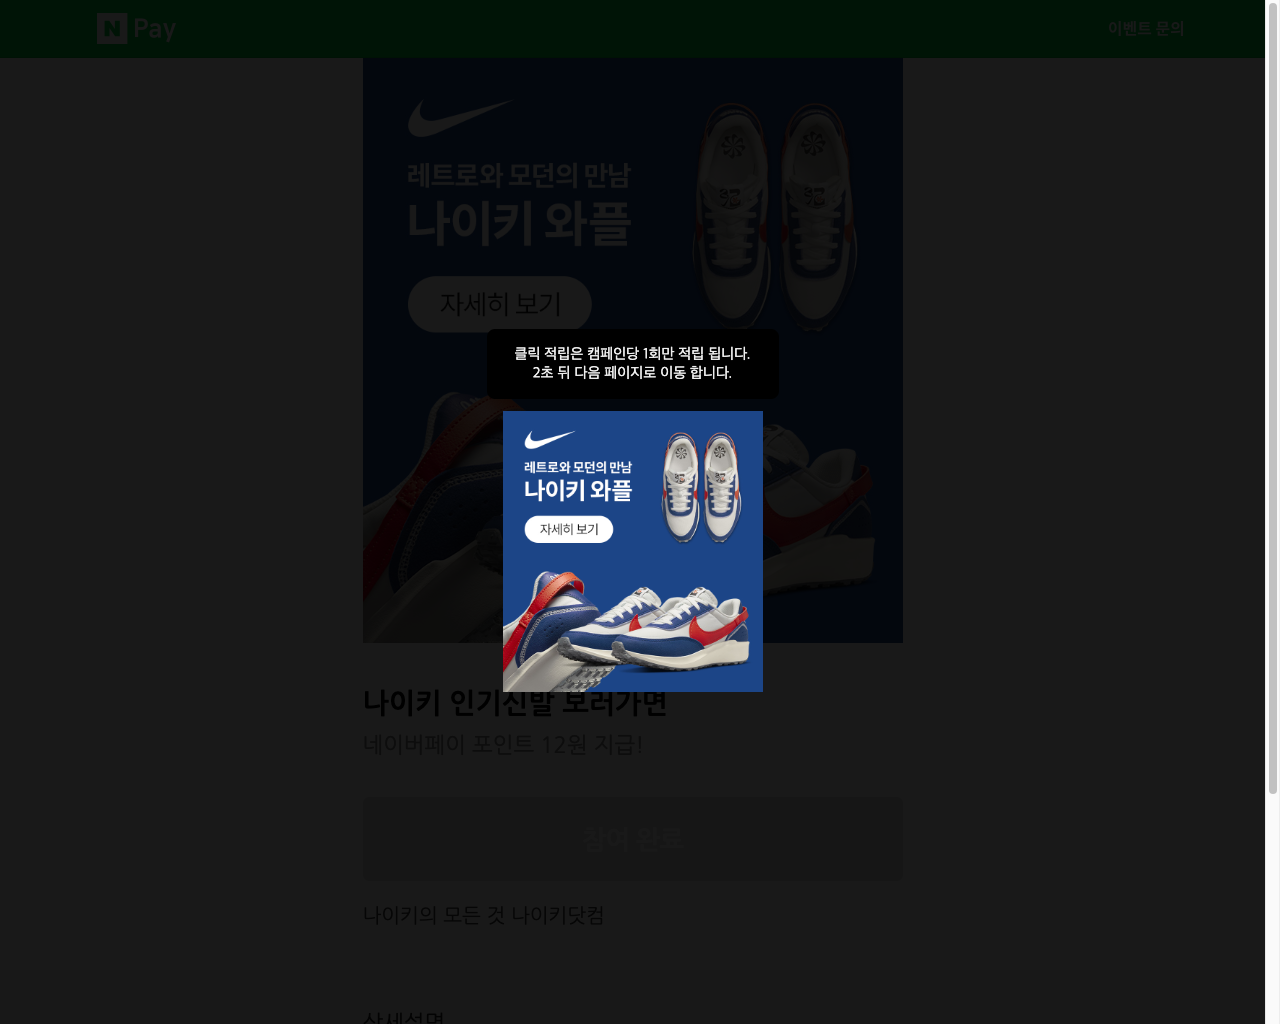 N Pay
이벤트 문의
레트로와 모던의 만남
나이키 와플
자세히 보기
클릭 적립은 캠페인당 1회만 적립 됩니다.
2초 뒤 다음 페이지로 이동 합니다.
레트로와 모던의 만남
나이키 와플
자세히 보기
나이키 인기신발 보러가면
네이버페이 포인트 12원 지급!
참여 완료
나이키의 모든 것 나이키닷컴
상세설명